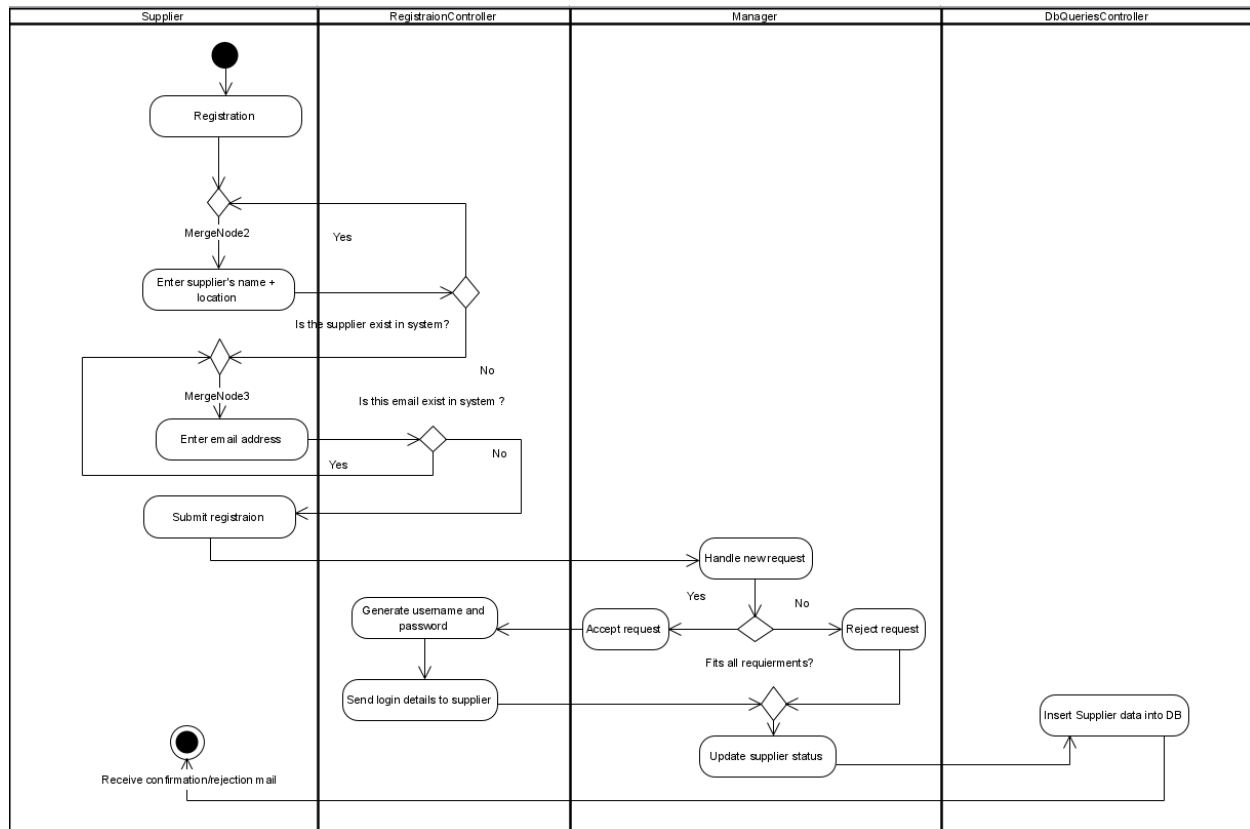 Supplier
RegistraionController
Manager
DbQueriesController
Registration
MergeNode2
Yes
Enter supplier's name +
location
Is the supplier exist in system?
No
MergeNode3
Is this email exist in system ?
Enter email address
Yes
No
Submit registraion
Handle new request
Yes
No
Generate username and
password
Accept request
Reject request
Fits all requierments?
Send login details to supplier
Insert Supplier data into DB
Update supplier status
Receive confirmation/rejection mail